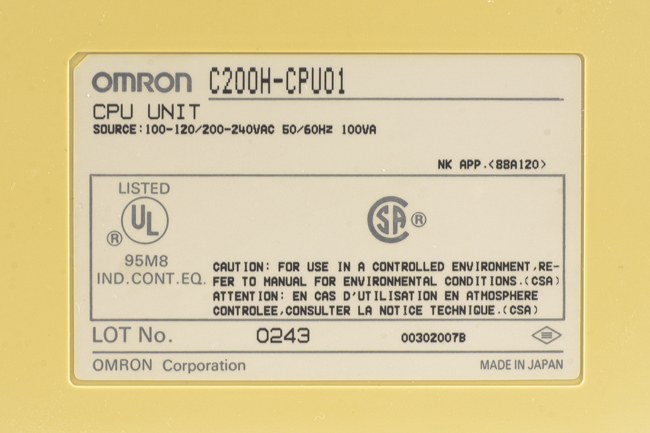 OMRON C200H-CPU01
CPU UNIT
SOURCE:100-120/200-240VAC 50/60Hz 100VA
NK APP.<88A120>
LISTED
UL ®
95M8
IND.CONT.EQ.
CSA ®
CAUTION: FOR USE IN A CONTROLLED ENVIRONMENT,RE-
FER TO MANUAL FOR ENVIRONMENTAL CONDITIONS.(CSA)
ATTENTION: EN CAS D'UTILISATION EN ATMOSPHERE
CONTROLEE,CONSULTER LA NOTICE TECHNIQUE.(CSA)
LOT No. 0243 00302007B
OMRON Corporation MADE IN JAPAN